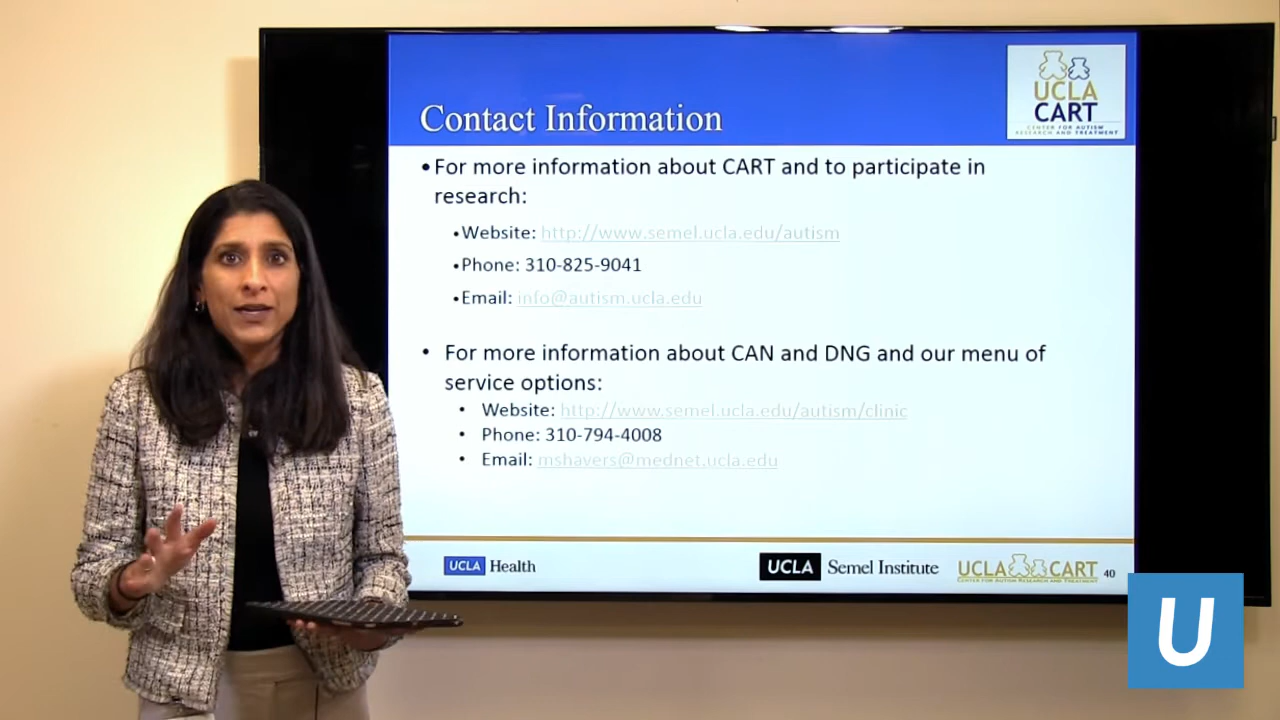 UCLA
CART
CENTER FOR AUTISM
RESEARCH AND TREATMENT
Contact Information
•For more information about CART and to participate in
research:
•Website: http://www.semel.ucla.edu/autism
•Phone: 310-825-9041
•Email: info@autism.ucla.edu
• For more information about CAN and DNG and our menu of
service options:
• Website: http://www.semel.ucla.edu/autism/clinic
• Phone: 310-794-4008
• Email: mshavers@mednet.ucla.edu
UCLA Health
UCLA Semel Institute
UCLA CART
CENTER FOR AUTISM RESEARCH AND TREATMENT
40
U